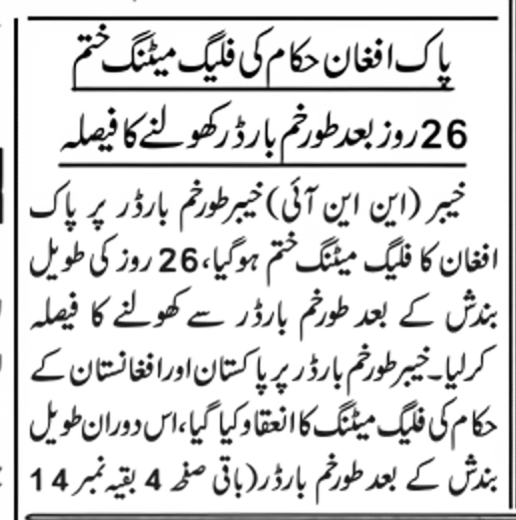 پاک افغان حکام کی فلیگ میٹنگ ختم
26 روز بعد طورخم بارڈر کھولنے کا فیصلہ
خیبر (این این آئی) خیبر طورخم بارڈر پر پاک
افغان کا فلیگ میٹنگ ختم ہوگیا، 26 روز کی طویل
بندش کے بعد طورخم بارڈر سے کھولنے کا فیصلہ
کرلیا۔ خیبر طورخم بارڈر پر پاکستان اور افغانستان کے
حکام کی فلیگ میٹنگ کا انعقاد کیا گیا، اس دوران طویل
بندش کے بعد طورخم بارڈر (باقی صفحہ 4 بقیہ نمبر 14